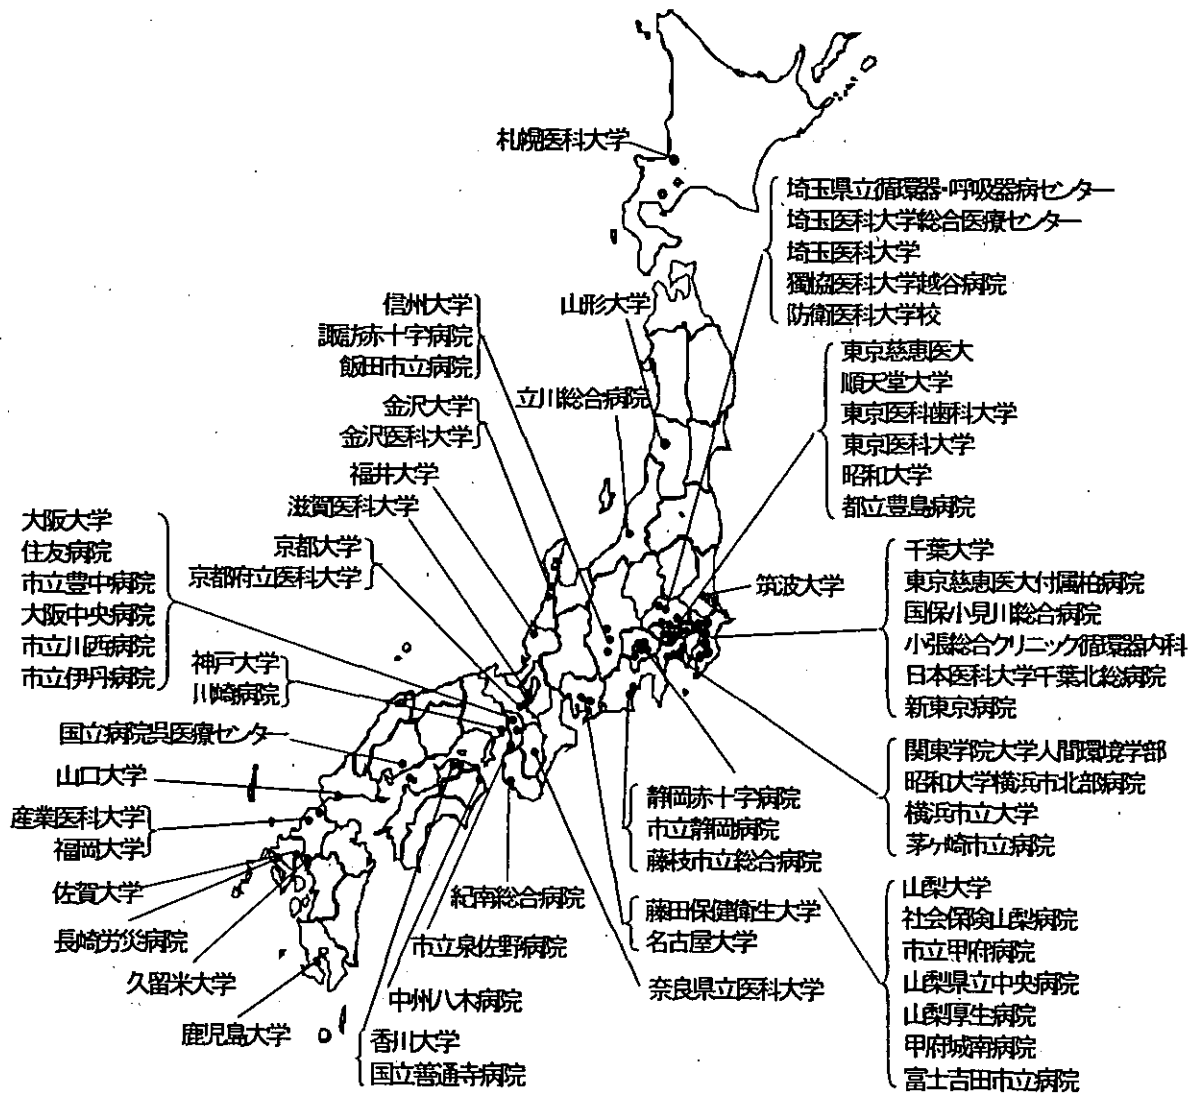 札幌医科大学
埼玉県立循環器・呼吸器病センター
埼玉医科大学総合医療センター
埼玉医科大学
獨協医科大学越谷病院
防衛医科大学校
信州大学
諏訪赤十字病院
飯田市立病院
山形大学
東京慈恵医大
順天堂大学
東京医科歯科大学
東京医科大学
昭和大学
都立豊島病院
立川総合病院
金沢大学
金沢医科大学
福井大学
滋賀医科大学
京都大学
京都府立医科大学
大阪大学
住友病院
市立豊中病院
大阪中央病院
市立川西病院
市立伊丹病院
筑波大学
千葉大学
東京慈恵医大付属柏病院
国保小見川総合病院
小張総合クリニック循環器内科
日本医科大学千葉北総病院
新東京病院
神戸大学
川崎病院
国立病院呉医療センター
山口大学
産業医科大学
福岡大学
佐賀大学
長崎労災病院
久留米大学
鹿児島大学
関東学院大学人間環境学部
昭和大学横浜市北部病院
横浜市立大学
茅ヶ崎市立病院
静岡赤十字病院
市立静岡病院
藤枝市立総合病院
藤田保健衛生大学
名古屋大学
奈良県立医科大学
紀南総合病院
市立泉佐野病院
中州八木病院
香川大学
国立善通寺病院
山梨大学
社会保険山梨病院
市立甲府病院
山梨県立中央病院
山梨厚生病院
甲府城南病院
富士吉田市立病院